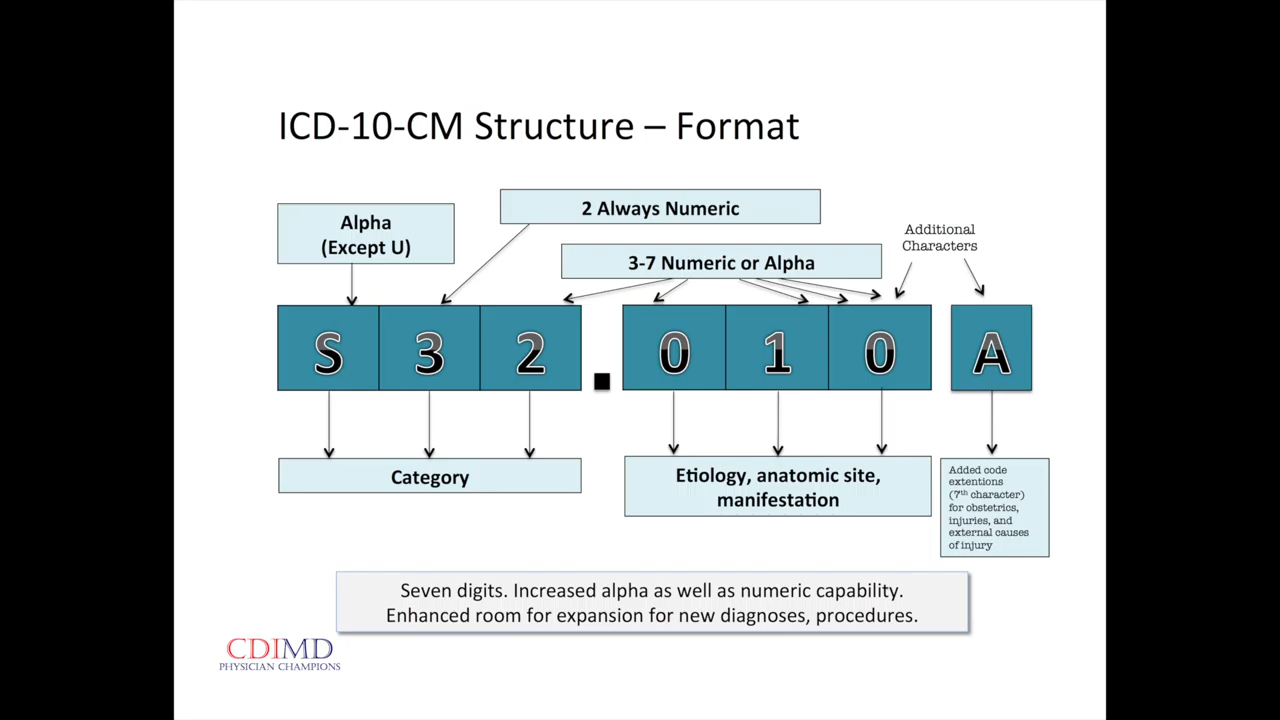 ICD-10-CM Structure – Format
Alpha
(Except U)
2 Always Numeric
3-7 Numeric or Alpha
Additional
Characters
S 3 2 . 0 1 0 A
Category
Etiology, anatomic site,
manifestation
Added code
extentions
(7th character)
for obstetrics,
injuries, and
external causes
of injury
Seven digits. Increased alpha as well as numeric capability.
Enhanced room for expansion for new diagnoses, procedures.
CDIMD
PHYSICIAN CHAMPIONS